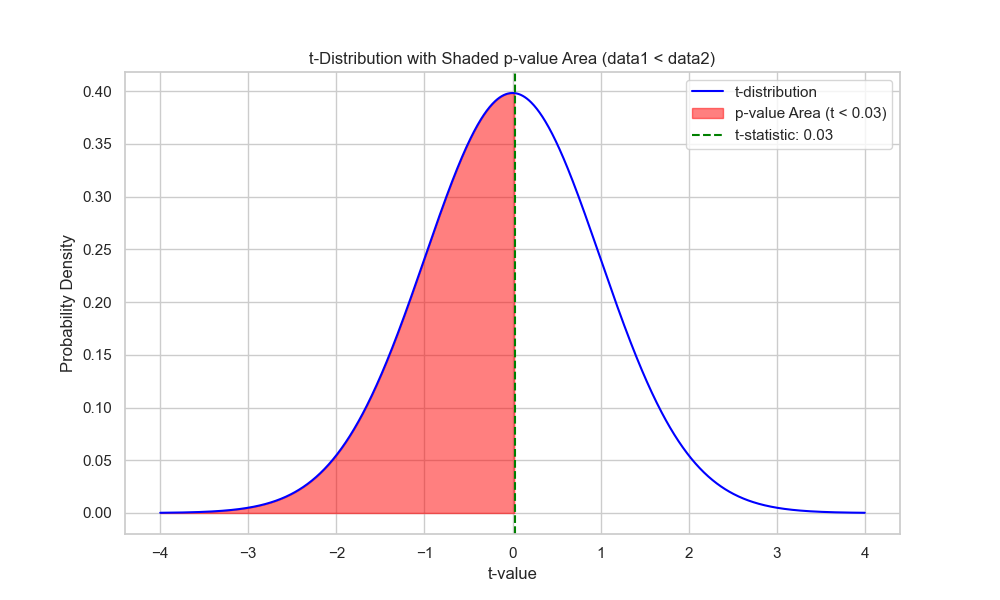 t-Distribution with Shaded p-value Area (data1 < data2)
t-distribution
p-value Area (t < 0.03)
t-statistic: 0.03
Probability Density
0.40
0.35
0.30
0.25
0.20
0.15
0.10
0.05
0.00
−4 −3 −2 −1 0 1 2 3 4
t-value